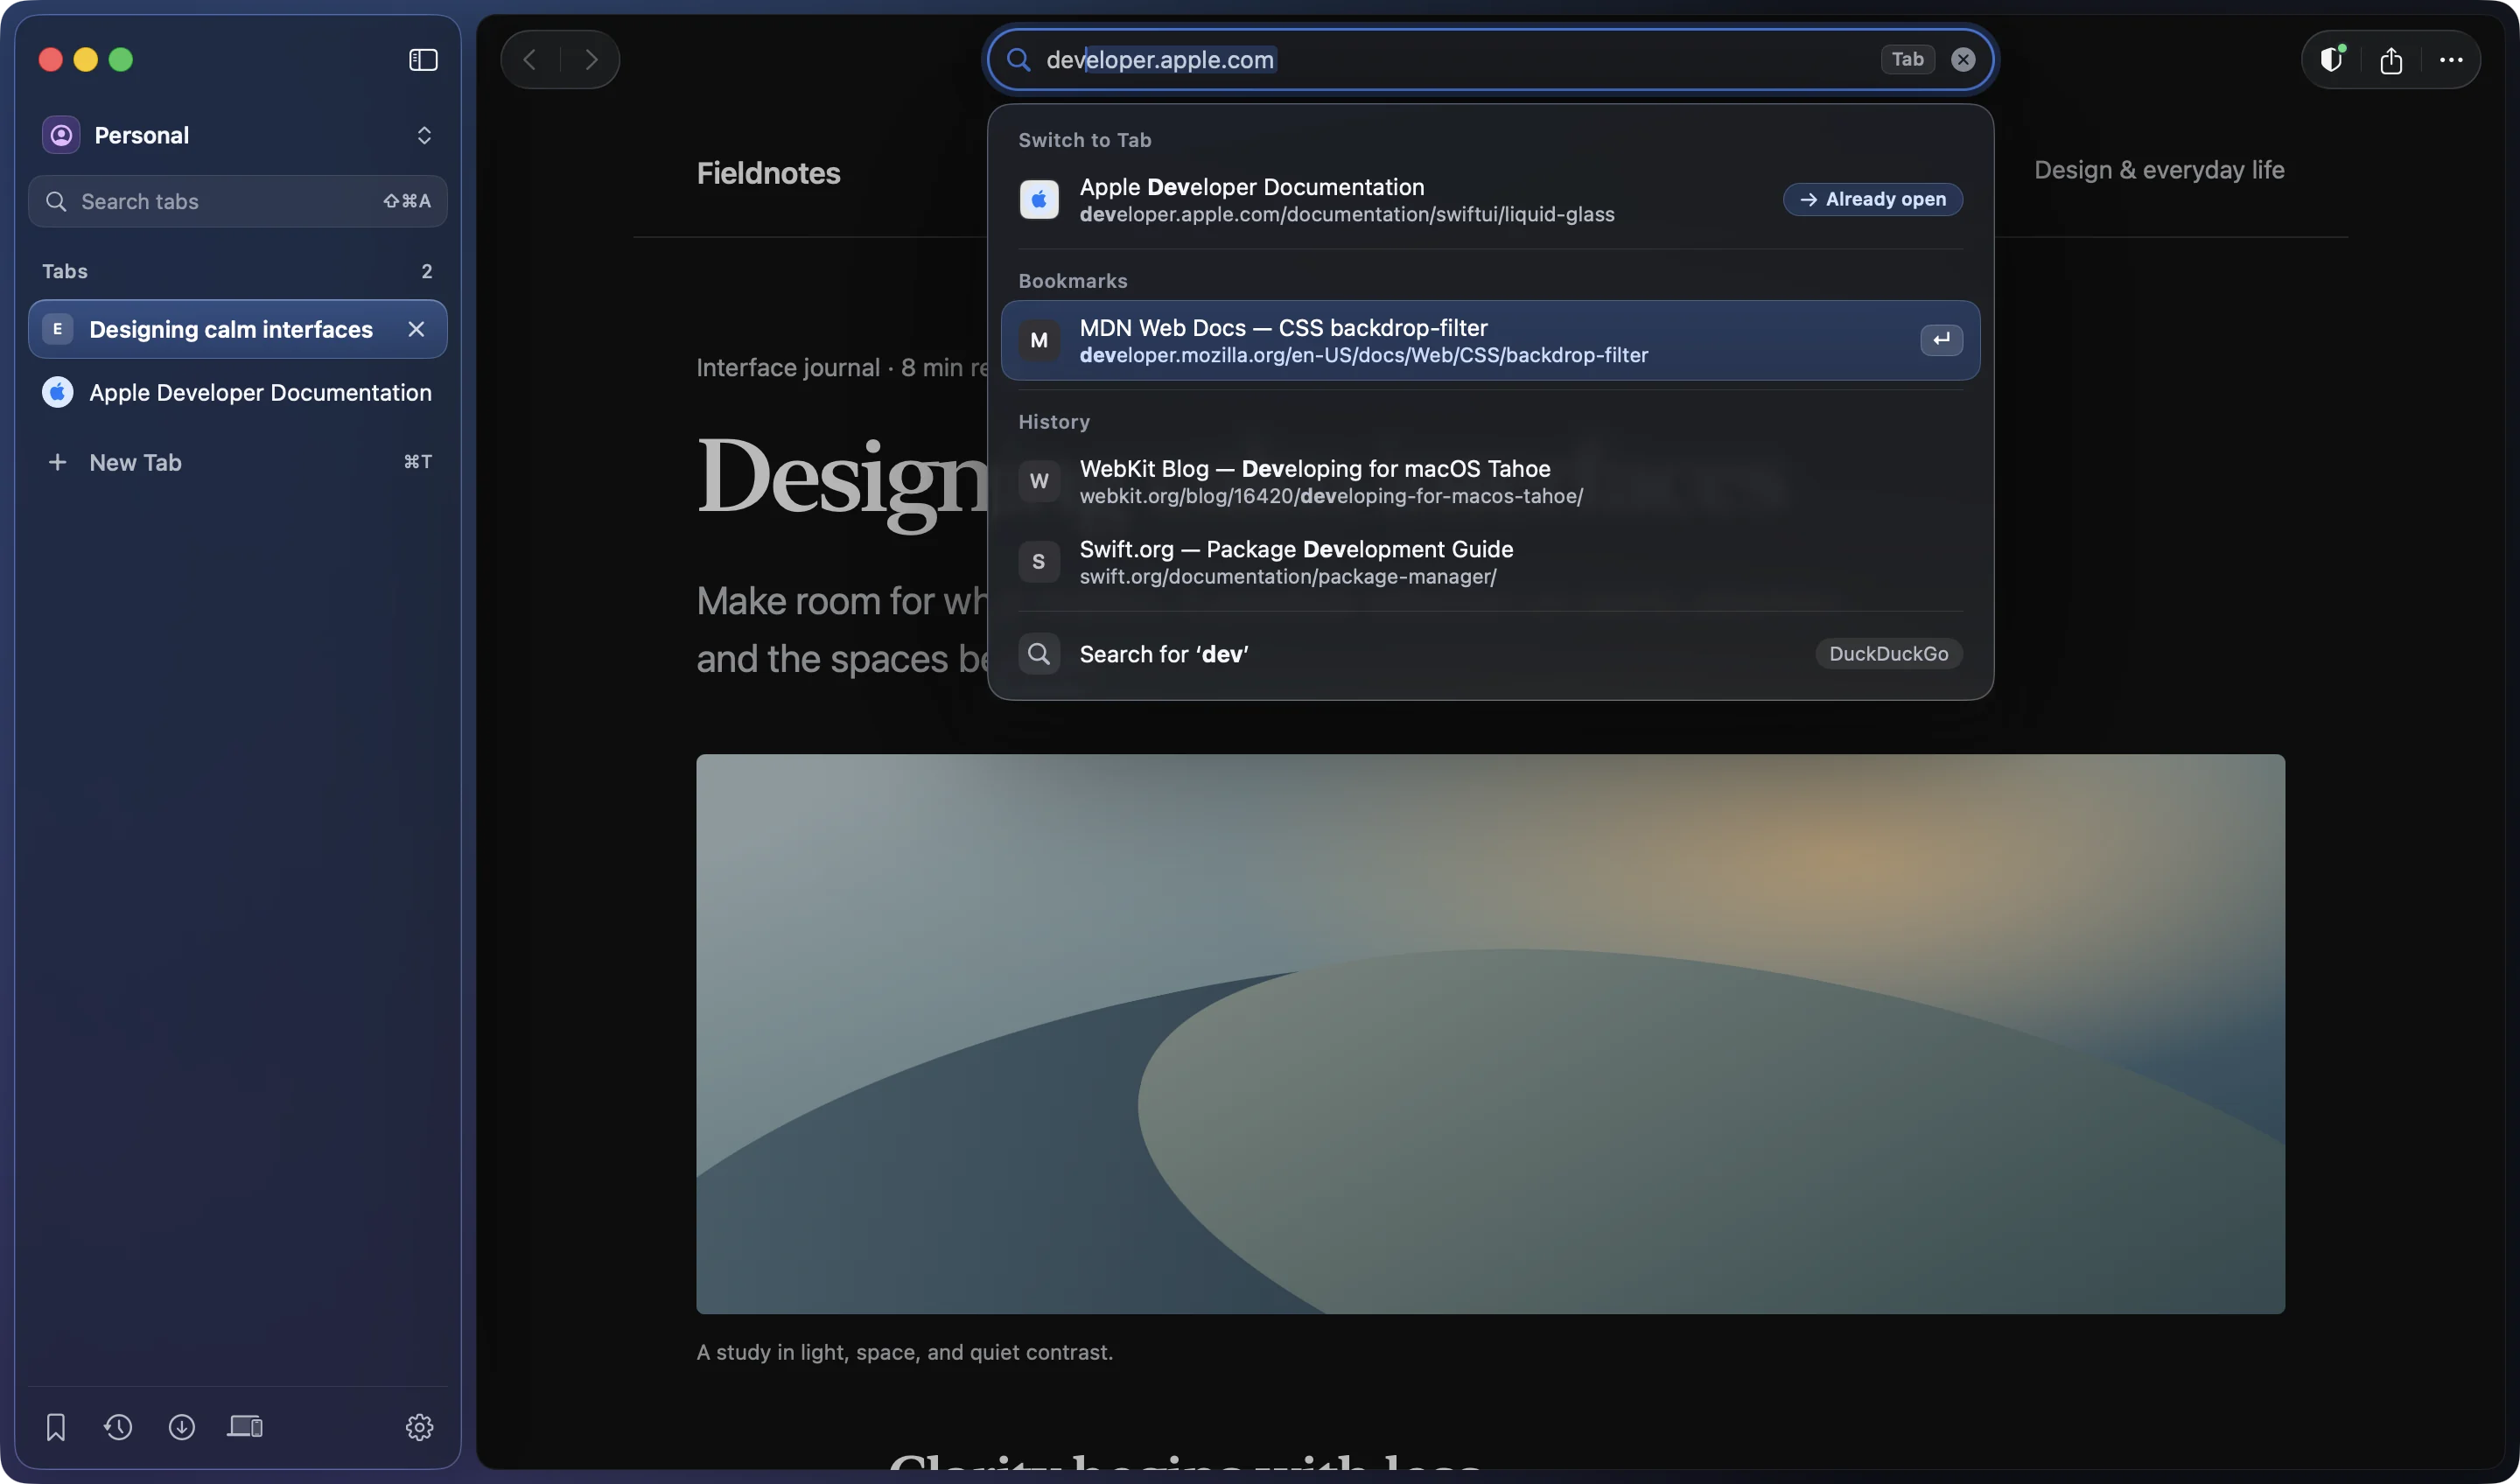 Personal
Search tabs ⇧⌘A
Tabs 2
E Designing calm interfaces
Apple Developer Documentation
New Tab ⌘T
developer.apple.com Tab
Switch to Tab
Apple Developer Documentation
developer.apple.com/documentation/swiftui/liquid-glass
→ Already open
Bookmarks
M MDN Web Docs — CSS backdrop-filter
developer.mozilla.org/en-US/docs/Web/CSS/backdrop-filter
History
W WebKit Blog — Developing for macOS Tahoe
webkit.org/blog/16420/developing-for-macos-tahoe/
S Swift.org — Package Development Guide
swift.org/documentation/package-manager/
Search for ‘dev’ DuckDuckGo
Fieldnotes
Design & everyday life
Interface journal · 8 min
Design
Make room for
and the spaces
A study in light, space, and quiet contrast.
Clarity begins with less